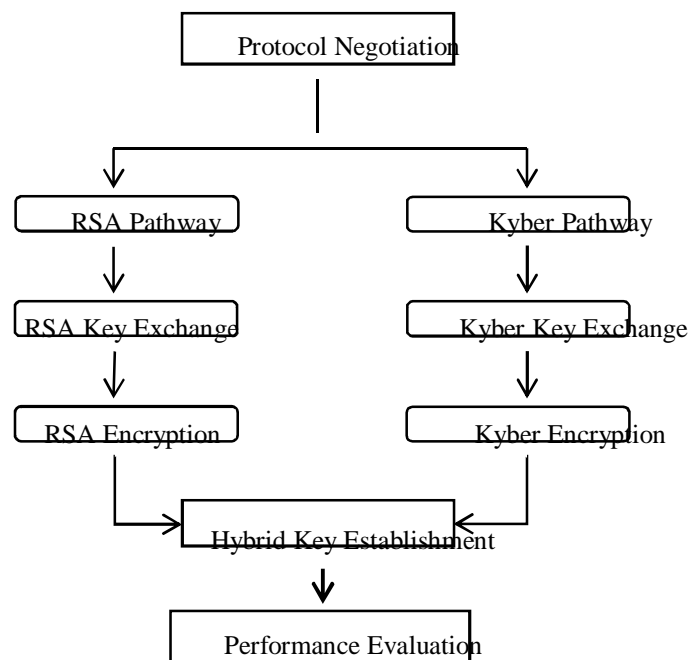 Protocol Negotiation
RSA Pathway
Kyber Pathway
RSA Key Exchange
Kyber Key Exchange
RSA Encryption
Kyber Encryption
Hybrid Key Establishment
Performance Evaluation